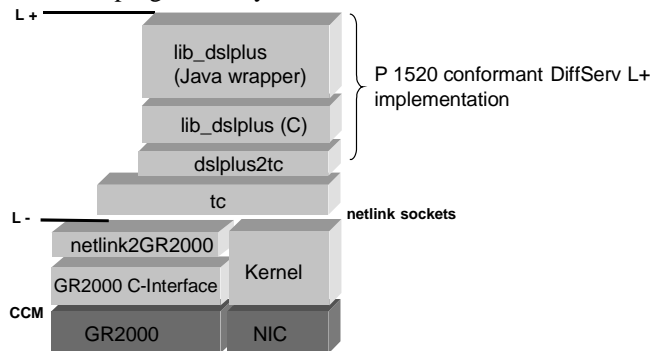 L +
lib_dslplus
(Java wrapper)
P 1520 conformant DiffServ L+
implementation
lib_dslplus (C)
dslplus2tc
tc
L -
netlink sockets
netlink2GR2000
Kernel
GR2000 C-Interface
CCM
GR2000
NIC